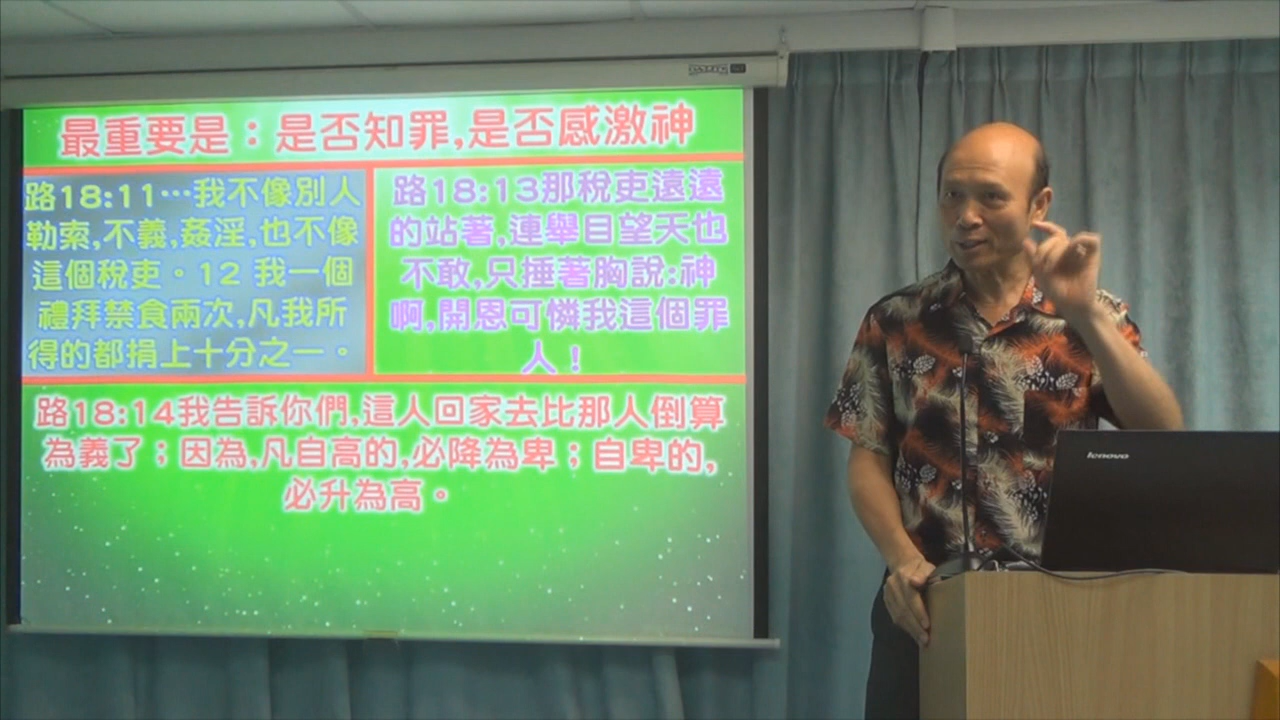 最重要是：是否知罪,是否感激神
路18:11…我不像別人
勒索,不義,姦淫,也不像
這個稅吏。12 我一個
禮拜禁食兩次,凡我所
得的都捐上十分之一。
路18:13那稅吏遠遠
的站著,連舉目望天也
不敢,只捶著胸說:神
啊,開恩可憐我這個罪
人！
路18:14我告訴你們,這人回家去比那人倒算
為義了；因為,凡自高的,必降為卑；自卑的,
必升為高。
lenovo